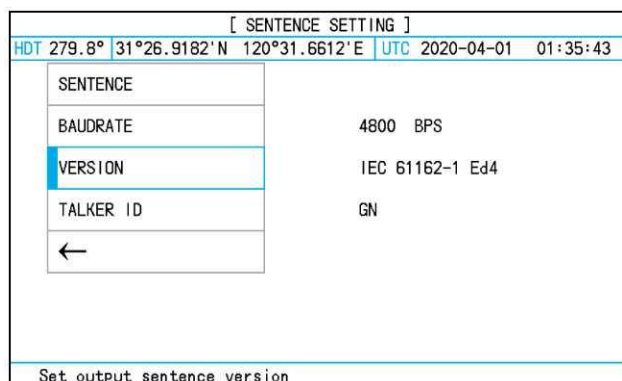 [ SENTENCE SETTING ]
HDT 279.8° 31°26.9182'N 120°31.6612'E UTC 2020-04-01 01:35:43
SENTENCE
BAUDRATE 4800 BPS
VERSION IEC 61162-1 Ed4
TALKER ID GN
←
Set output sentence version